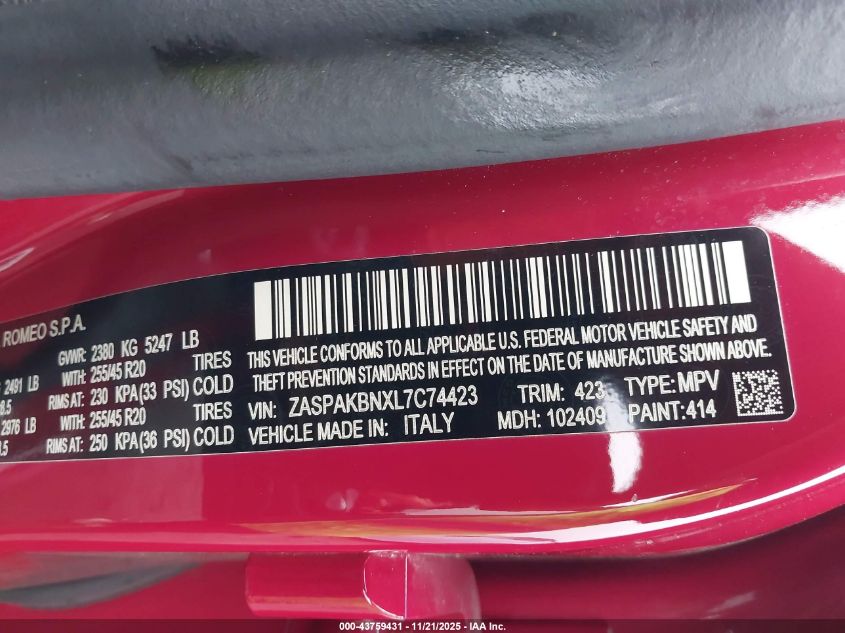 ROMEO S.P.A.
GVWR: 2380 KG 5247 LB
2491 LB WITH: 255/45 R20 TIRES
8.5 RIMS AT: 230 KPA(33 PSI) COLD
2976 LB WITH: 255/45 R20 TIRES
.5 RIMS AT: 250 KPA(36 PSI) COLD
THIS VEHICLE CONFORMS TO ALL APPLICABLE U.S. FEDERAL MOTOR VEHICLE SAFETY AND
THEFT PREVENTION STANDARDS IN EFFECT ON THE DATE OF MANUFACTURE SHOWN ABOVE.
VIN: ZASPAKBNXL7C74423 TRIM: 423 TYPE: MPV
VEHICLE MADE IN: ITALY MDH: 102409 PAINT:414
000-43759431 - 11/21/2025 - IAA Inc.